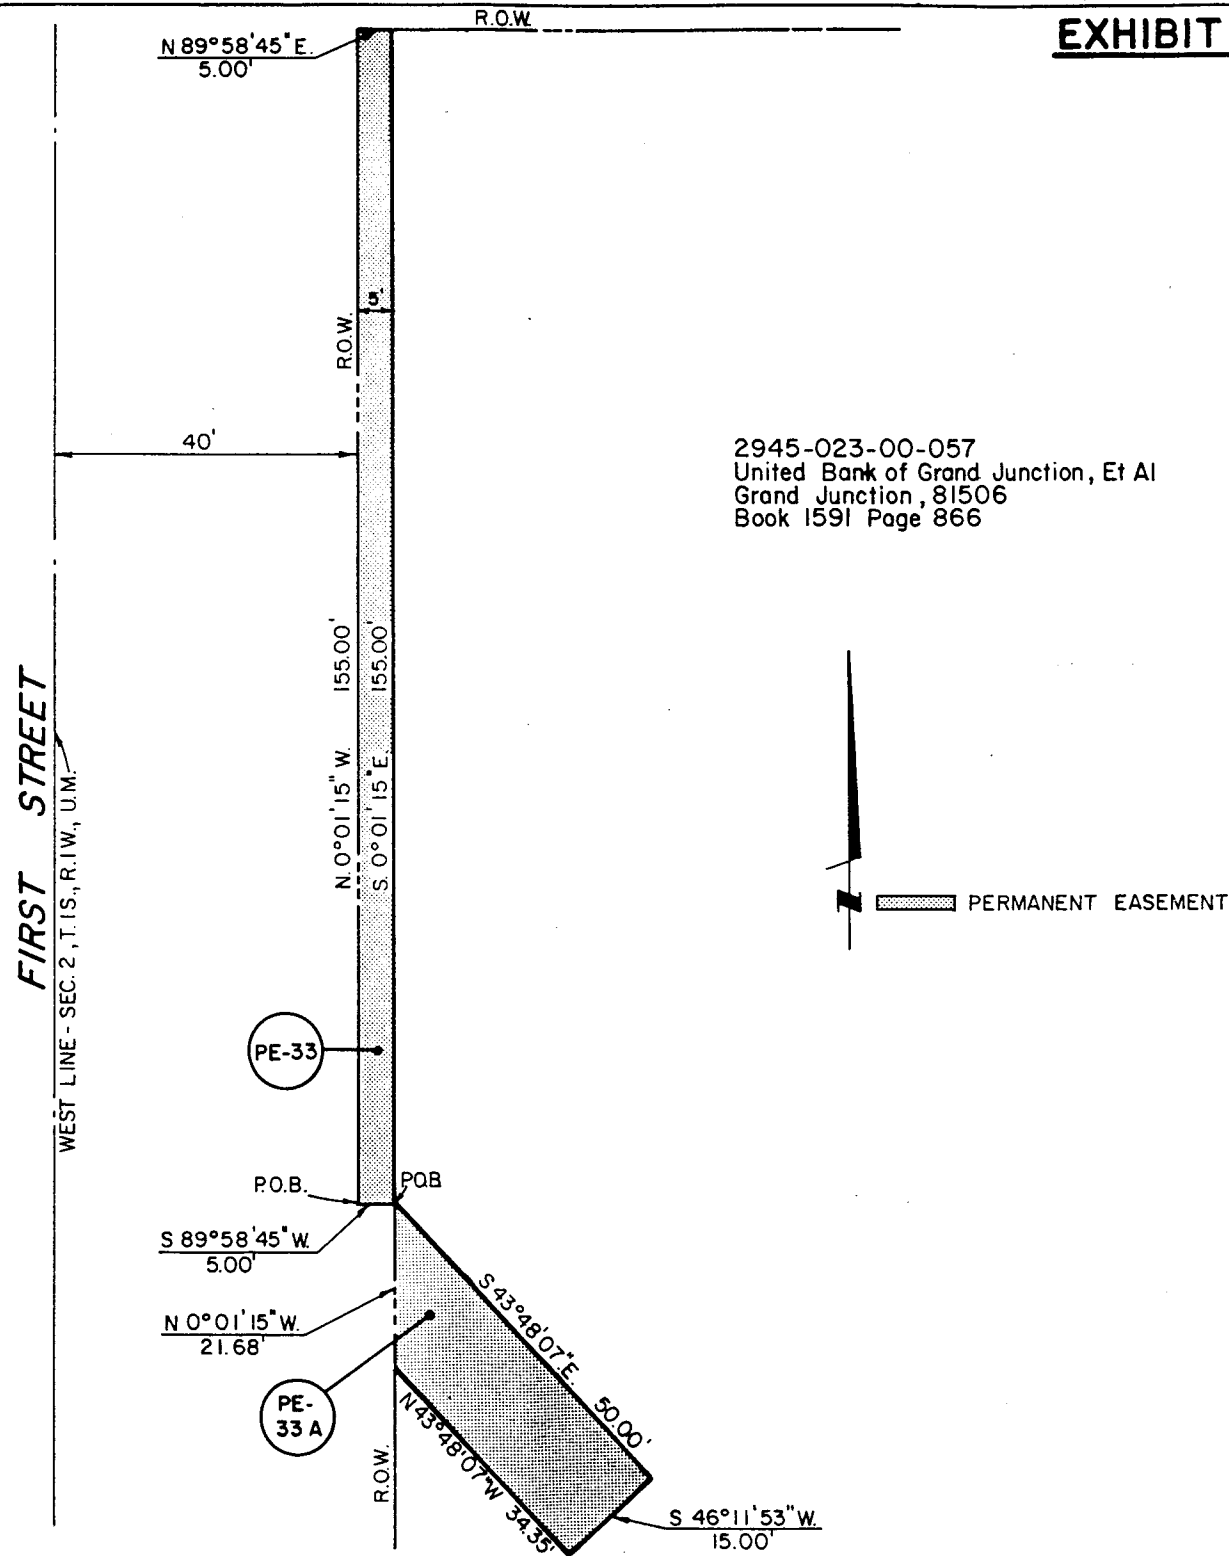 R.O.W.
EXHIBIT
N 89°58'45" E.
5.00'
5'
R.O.W.
40'
2945-023-00-057
United Bank of Grand Junction, Et Al
Grand Junction, 81506
Book 1591 Page 866
N. 0°01'15" W. 155.00'
S. 0°01'15" E. 155.00'
FIRST STREET
WEST LINE - SEC. 2, T.1S., R.1W., U.M.
N
PERMANENT EASEMENT
PE-33
P.O.B.
P.O.B
S 89°58'45" W.
5.00'
N 0°01'15" W.
21.68'
S 43°48'07" E. 50.00'
PE-
33 A
N 43°48'07" W 34.35'
R.O.W.
S 46°11'53" W.
15.00'